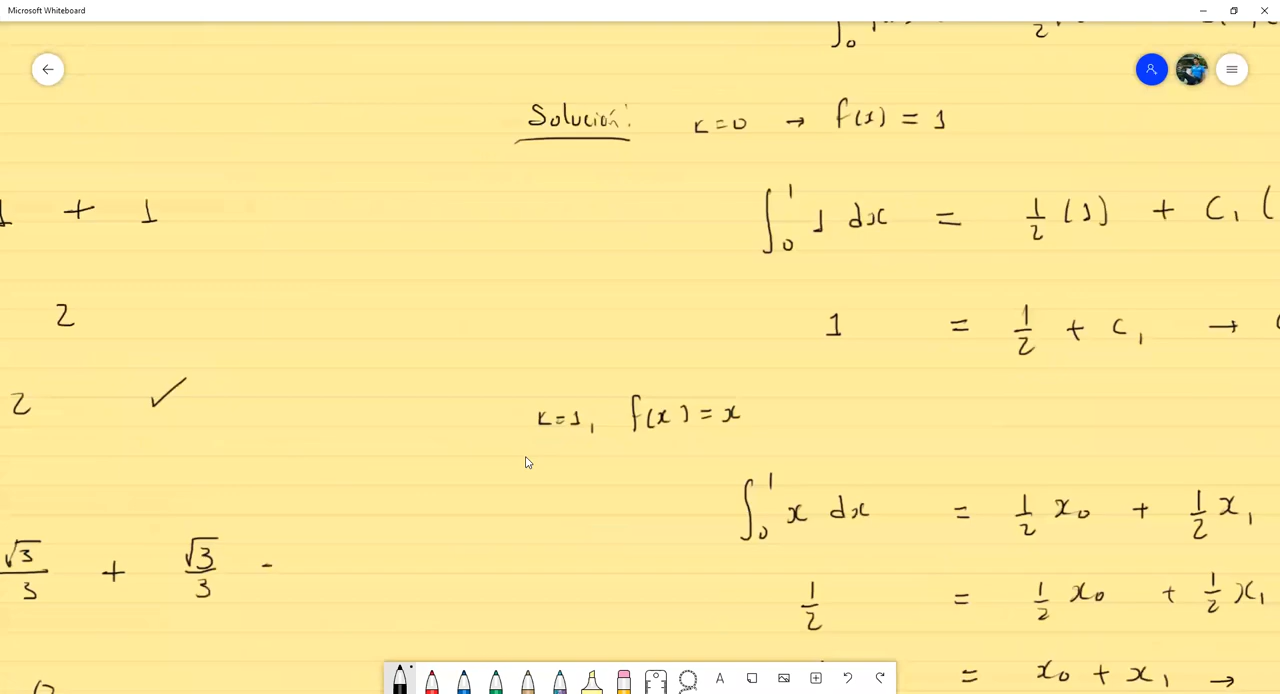 Microsoft Whiteboard
Solución: k=0 → f(x) = 1
1 + 1
∫₀¹ 1 dx = 1/2 (1) + C₁ (
2
1 = 1/2 + C₁ →
2 ✓
k=1, f(x) = x
∫₀¹ x dx = 1/2 x₀ + 1/2 x₁
√3/3 + √3/3 -
1/2 = 1/2 x₀ + 1/2 x₁
= x₀ + x₁ →
A